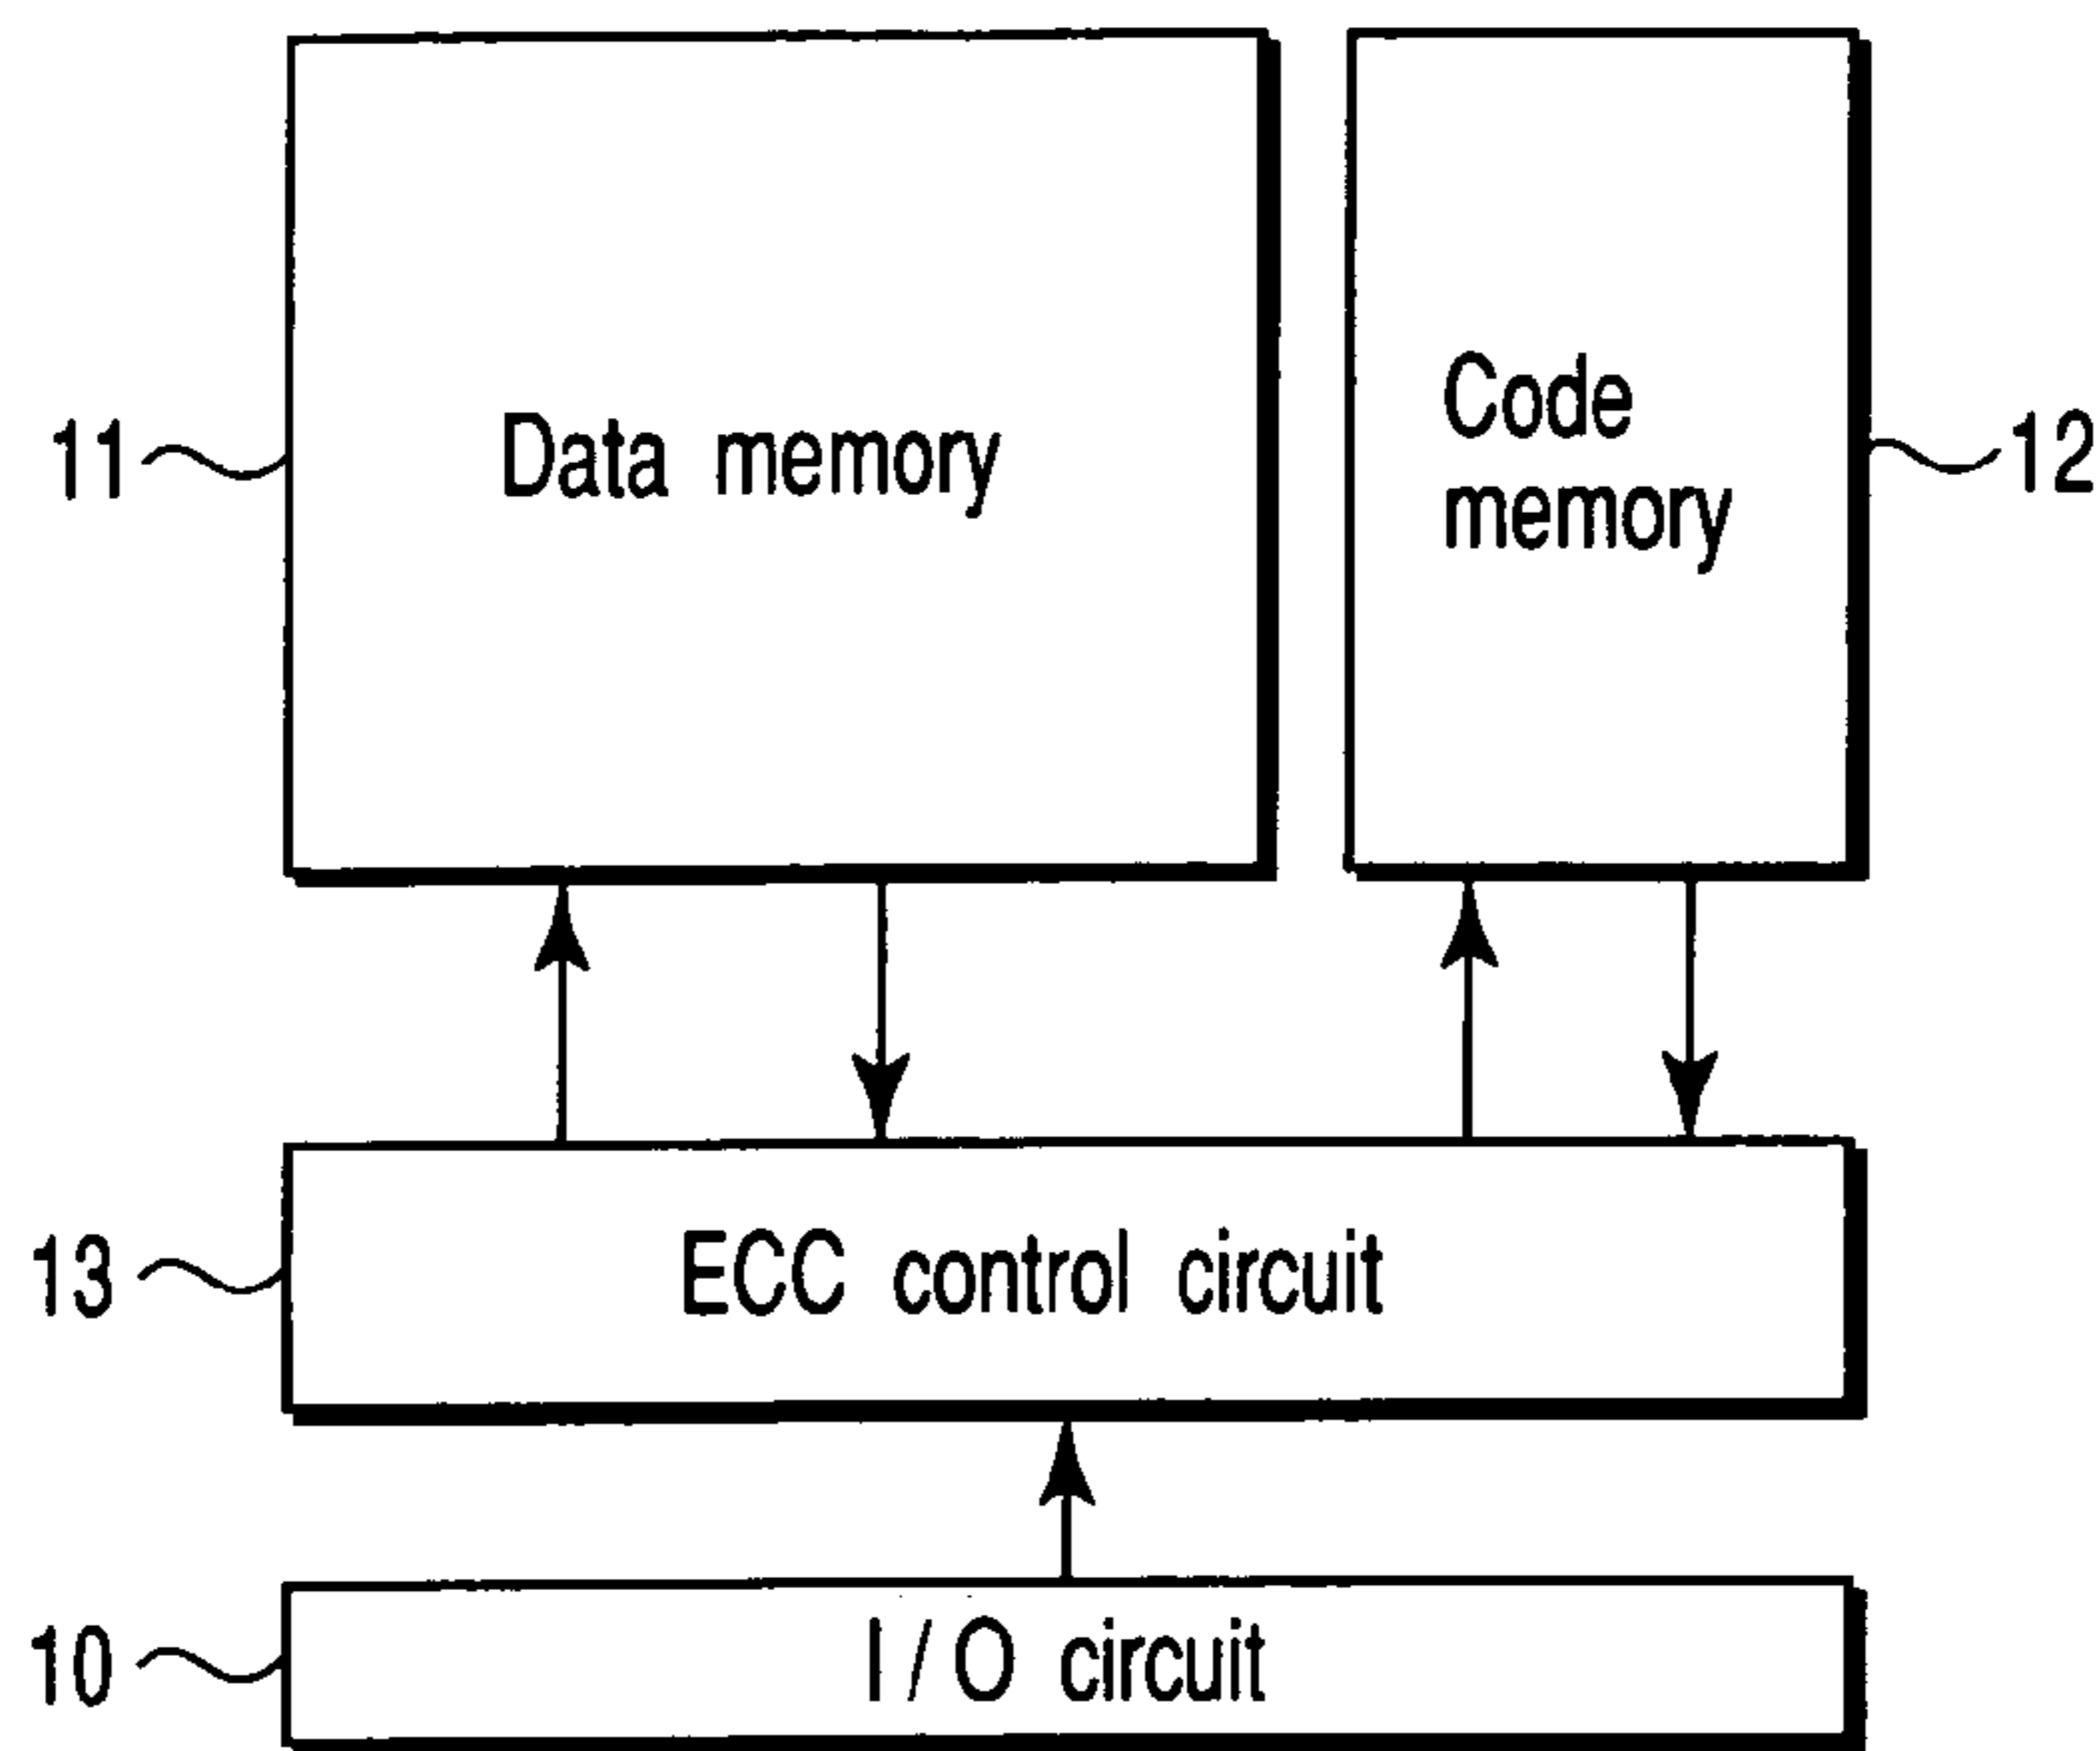 11
Data memory
Code
memory
12
13
ECC control circuit
10
I / O circuit